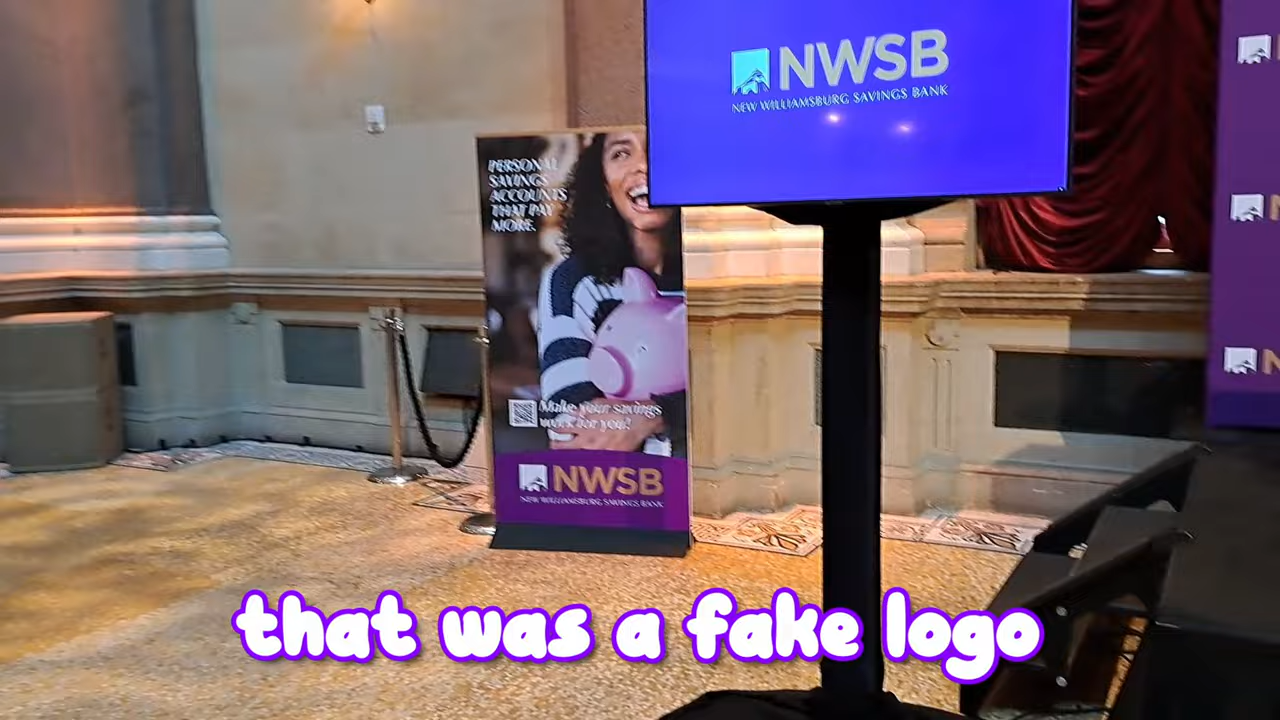 NWSB
NEW WILLIAMSBURG SAVINGS BANK
PERSONAL
SAVINGS
ACCOUNTS
THAT PAY
MORE.
Make your savings
work for you!
NWSB
NEW WILLIAMSBURG SAVINGS BANK
that was a fake logo